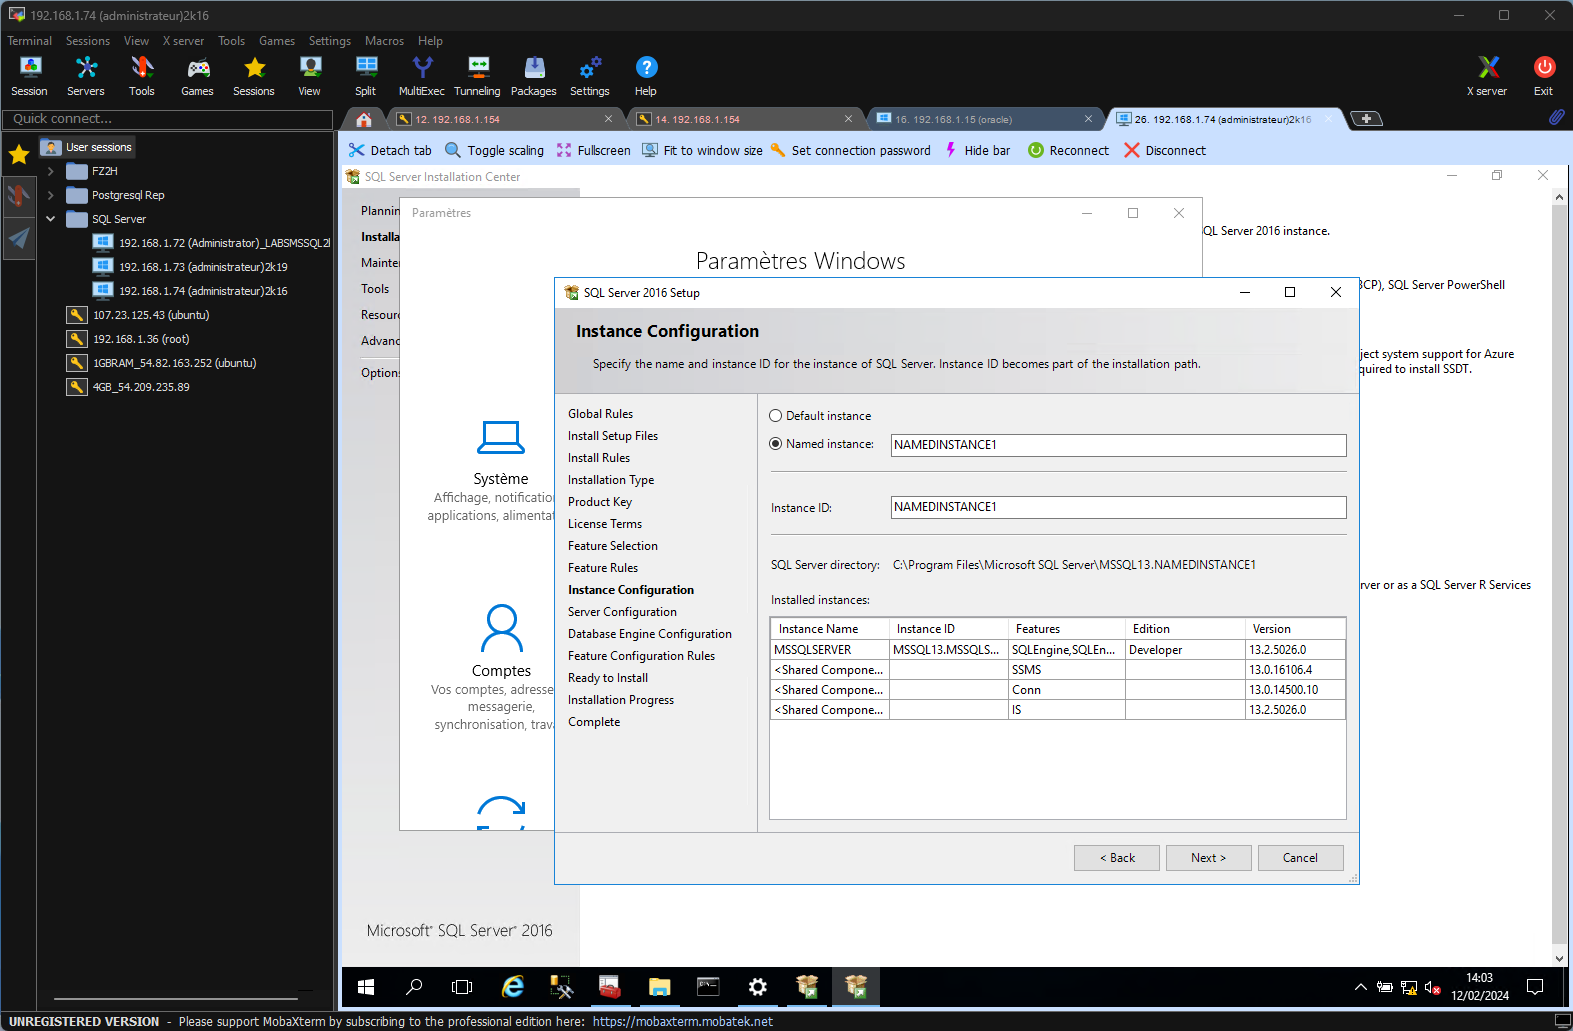 192.168.1.74 (administrateur)2k16
Terminal Sessions View X server Tools Games Settings Macros Help
Session Servers Tools Games Sessions View Split MultiExec Tunneling Packages Settings Help X server Exit
Quick connect...
12. 192.168.1.154
14. 192.168.1.154
16. 192.168.1.15 (oracle)
26. 192.168.1.74 (administrateur)2k16
Detach tab Toggle scaling Fullscreen Fit to window size Set connection password Hide bar Reconnect Disconnect
User sessions
FZ2H
Postgresql Rep
SQL Server
192.168.1.72 (Administrator)_LABSMSSQL2
192.168.1.73 (administrateur)2k19
192.168.1.74 (administrateur)2k16
107.23.125.43 (ubuntu)
192.168.1.36 (root)
1GBRAM_54.82.163.252 (ubuntu)
4GB_54.209.235.89
SQL Server Installation Center
Plannin
Installa
Mainte
Tools
Resour
Advanc
Options
SQL Server 2016 instance.
BCP), SQL Server PowerShell
ject system support for Azure
quired to install SSDT.
rver or as a SQL Server R Services
Microsoft® SQL Server® 2016
Paramètres
Paramètres Windows
Système
Affichage, notificatio
applications, alimenta
Comptes
Vos comptes, adresse
messagerie,
synchronisation, trav
SQL Server 2016 Setup
Instance Configuration
Specify the name and instance ID for the instance of SQL Server. Instance ID becomes part of the installation path.
Global Rules
Install Setup Files
Install Rules
Installation Type
Product Key
License Terms
Feature Selection
Feature Rules
Instance Configuration
Server Configuration
Database Engine Configuration
Feature Configuration Rules
Ready to Install
Installation Progress
Complete
Default instance
Named instance: NAMEDINSTANCE1
Instance ID: NAMEDINSTANCE1
SQL Server directory: C:\Program Files\Microsoft SQL Server\MSSQL13.NAMEDINSTANCE1
Installed instances:
Instance Name Instance ID Features Edition Version
MSSQLSERVER MSSQL13.MSSQLS... SQLEngine,SQLEn... Developer 13.2.5026.0
<Shared Compone... SSMS 13.0.16106.4
<Shared Compone... Conn 13.0.14500.10
<Shared Compone... IS 13.2.5026.0
< Back Next > Cancel
14:03
12/02/2024
UNREGISTERED VERSION - Please support MobaXterm by subscribing to the professional edition here: https://mobaxterm.mobatek.net